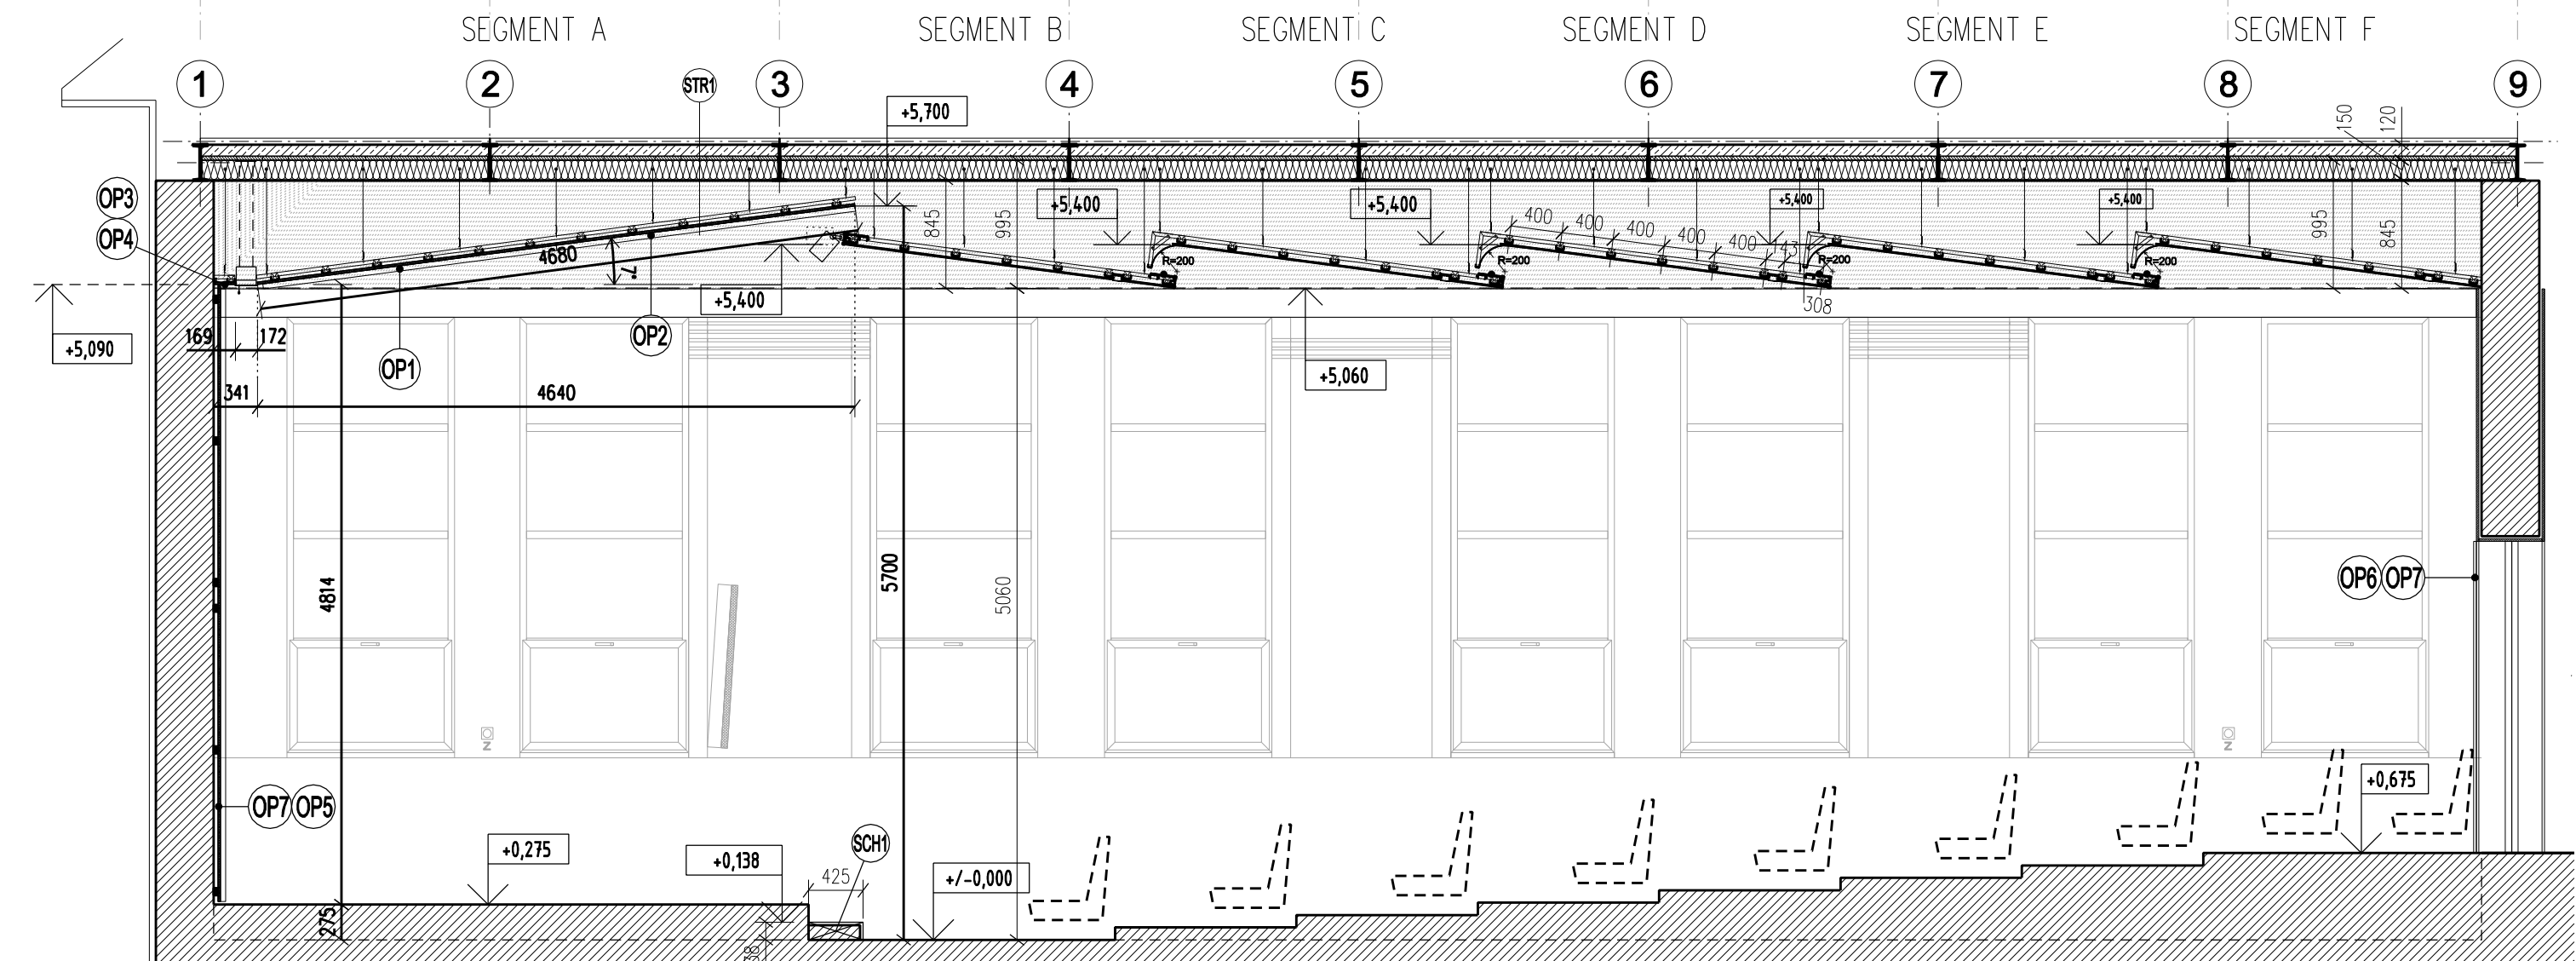 SEGMENT A SEGMENT B SEGMENT C SEGMENT D SEGMENT E SEGMENT F
1 2 STR1 3 4 5 6 7 8 9
+5,700
150 120
OP3
OP4
+5,400 +5,400 +5,400 +5,400
845 995 400 400 400 400 400 143 995 845
4680 7°
R=200 R=200 R=200 R=200
+5,400
308
169 172
OP2
+5,090
OP1
+5,060
341 4640
4814 5700 5060
OP6 OP7
N N
OP7 OP5
+0,675
+0,275 +0,138 SCH1
425 +/-0,000
275